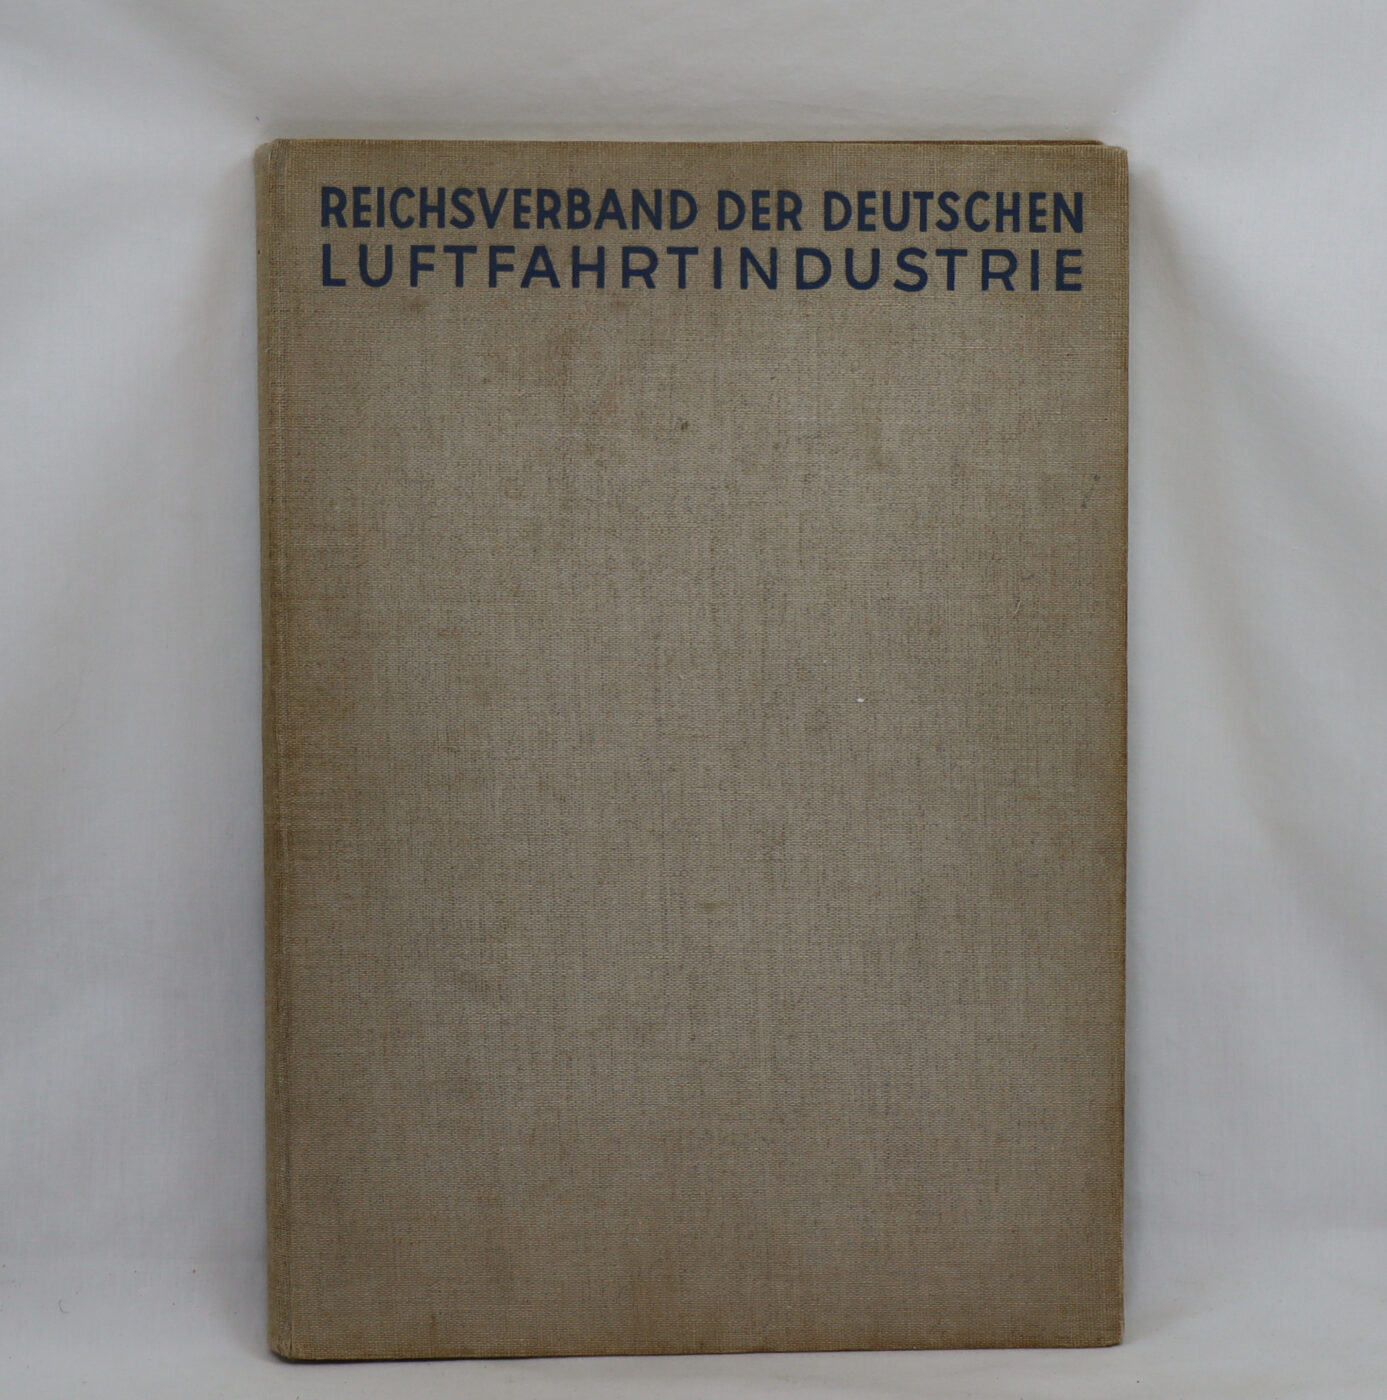 REICHSVERBAND DER DEUTSCHEN
LUFTFAHRTINDUSTRIE